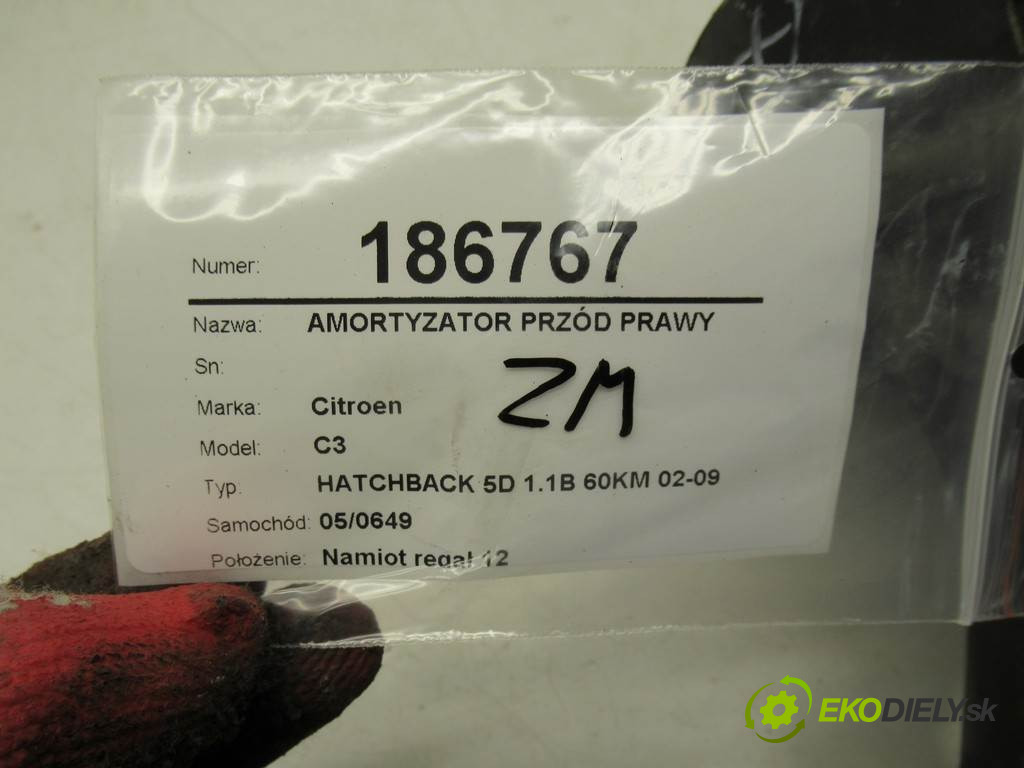 Numer: 186767
Nazwa: AMORTYZATOR PRZÓD PRAWY
Sn:
ZM
Marka: Citroen
Model: C3
Typ: HATCHBACK 5D 1.1B 60KM 02-09
Samochód: 05/0649
Położenie: Namiot regał 12
EKODIELY.sk